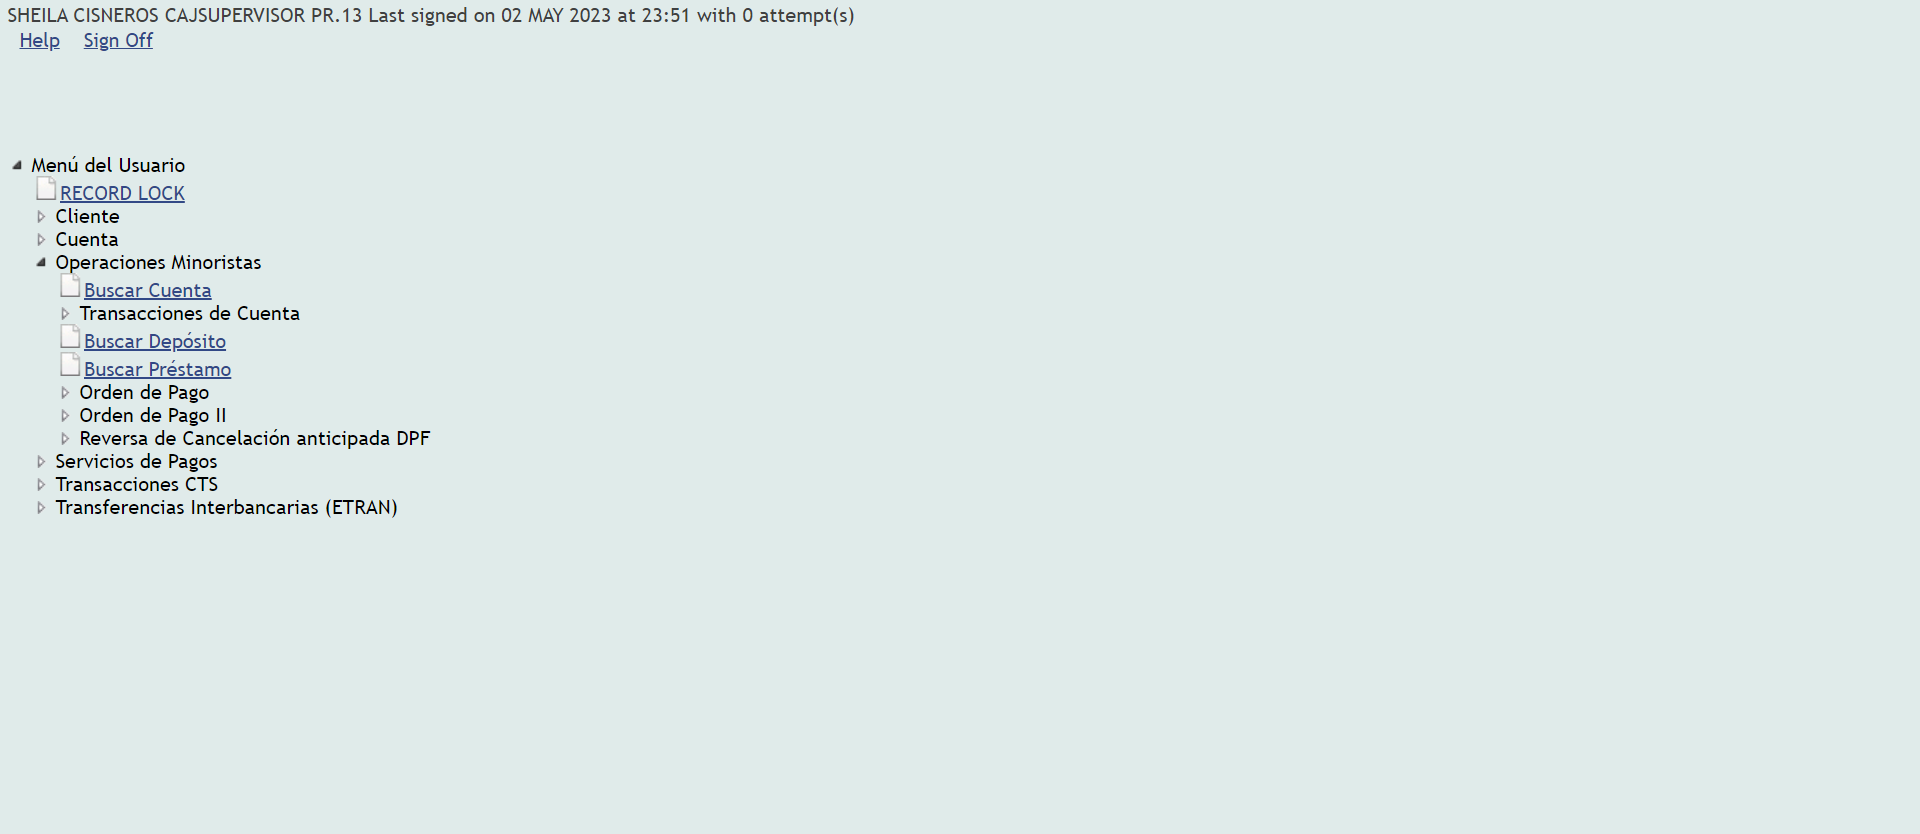 SHEILA CISNEROS CAJSUPERVISOR PR.13 Last signed on 02 MAY 2023 at 23:51 with 0 attempt(s)
Help Sign Off
Menú del Usuario
RECORD LOCK
Cliente
Cuenta
Operaciones Minoristas
Buscar Cuenta
Transacciones de Cuenta
Buscar Depósito
Buscar Préstamo
Orden de Pago
Orden de Pago II
Reversa de Cancelación anticipada DPF
Servicios de Pagos
Transacciones CTS
Transferencias Interbancarias (ETRAN)